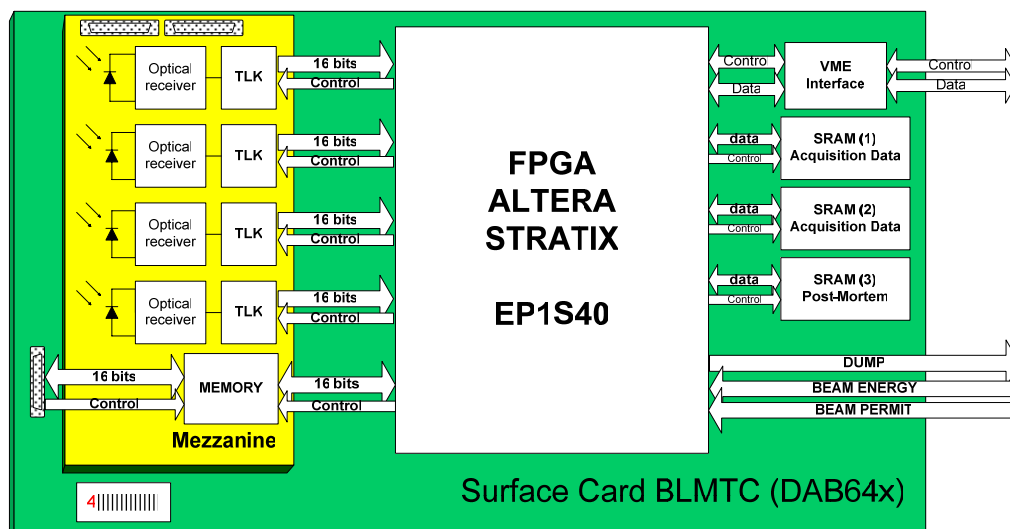 Optical
receiver
TLK
16 bits
Control
Optical
receiver
TLK
16 bits
Control
Optical
receiver
TLK
16 bits
Control
Optical
receiver
TLK
16 bits
Control
16 bits
Control
MEMORY
16 bits
Control
Mezzanine
4
FPGA
ALTERA
STRATIX
EP1S40
Contro
Data
VME
Interface
Contro
Data
data
Control
SRAM (1)
Acquisition Data
data
Control
SRAM (2)
Acquisition Data
data
Control
SRAM (3)
Post-Mortem
DUMP
BEAM ENERGY
BEAM PERMIT
Surface Card BLMTC (DAB64x)